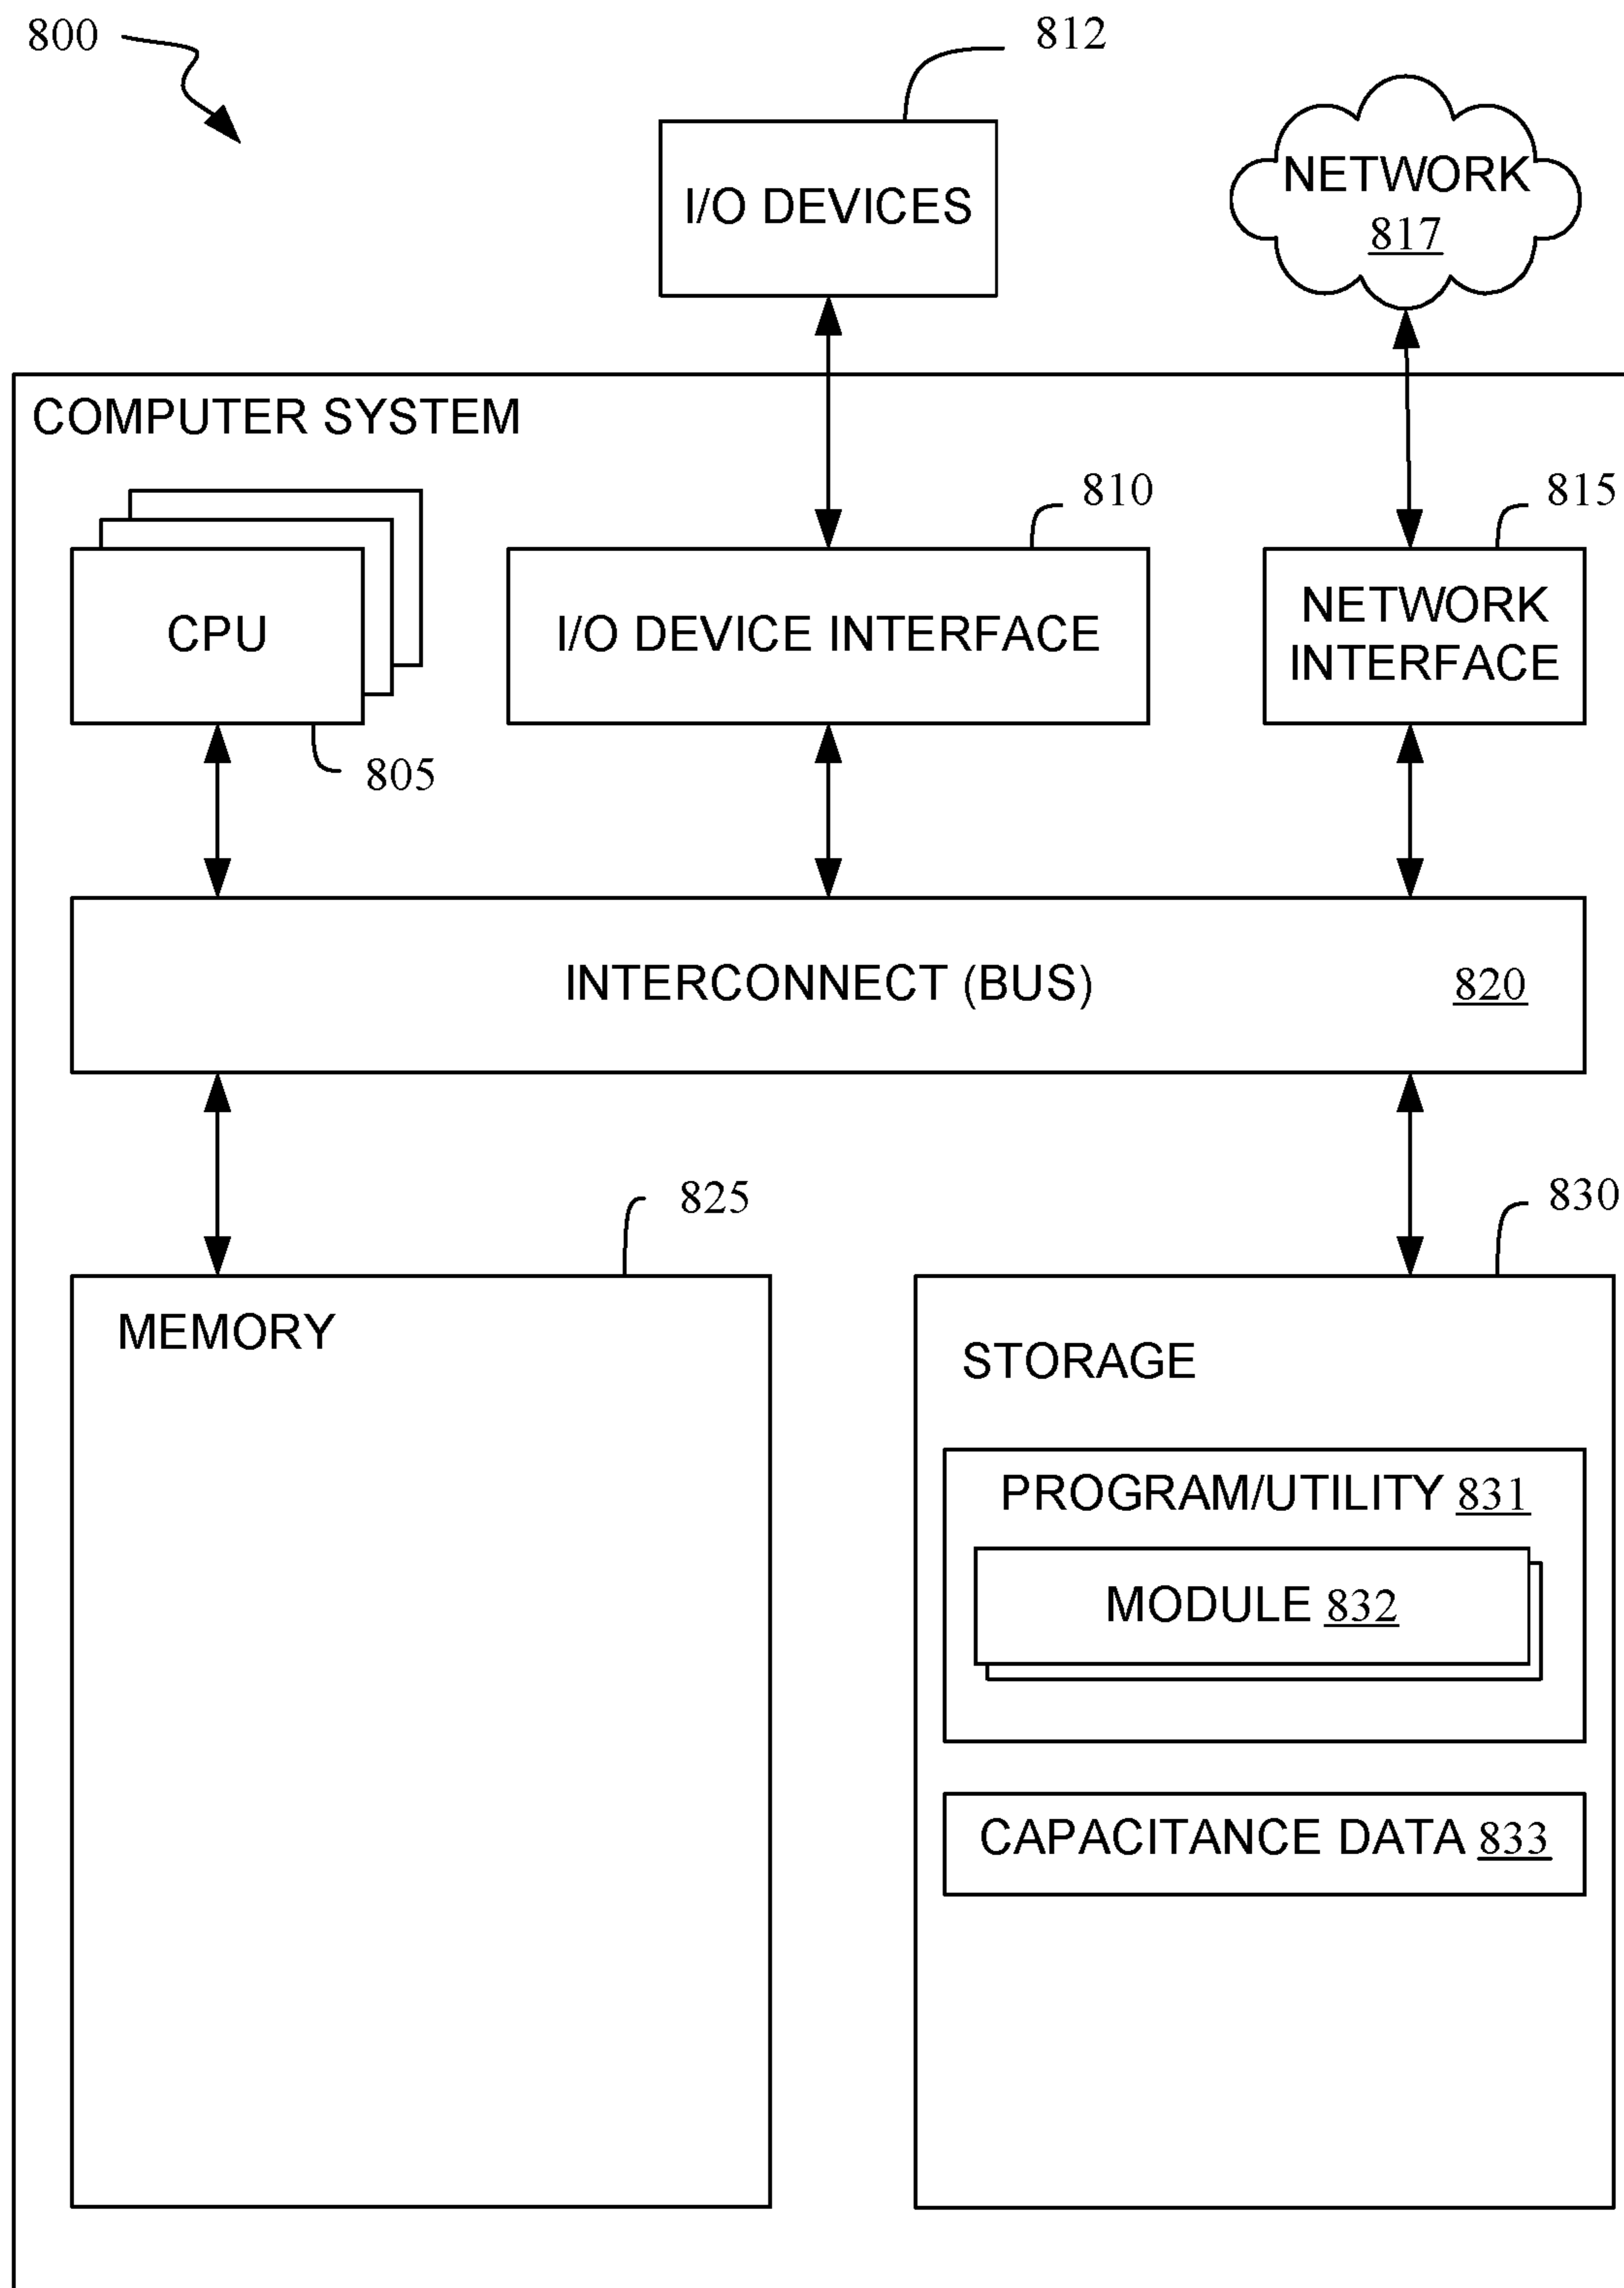 800
812
I/O DEVICES
NETWORK
817
COMPUTER SYSTEM
810
815
CPU
I/O DEVICE INTERFACE
NETWORK
INTERFACE
805
INTERCONNECT (BUS) 820
825
830
MEMORY
STORAGE
PROGRAM/UTILITY 831
MODULE 832
CAPACITANCE DATA 833